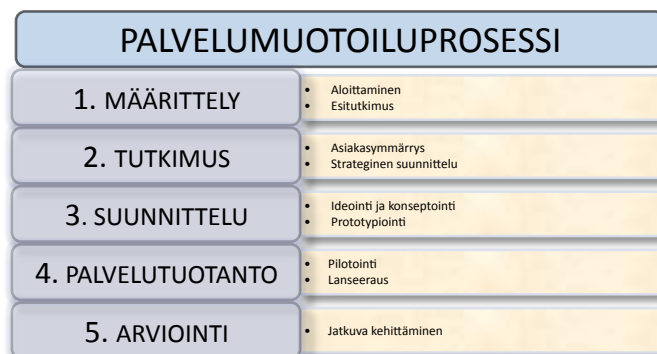 PALVELUMUOTOILUPROSESSI
1. MÄÄRITTELY
• Aloittaminen
• Esitutkimus
2. TUTKIMUS
• Asiakasymmärrys
• Strateginen suunnittelu
3. SUUNNITTELU
• Ideointi ja konseptointi
• Prototypiointi
4. PALVELUTUOTANTO
• Pilotointi
• Lanseeraus
5. ARVIOINTI
• Jatkuva kehittäminen